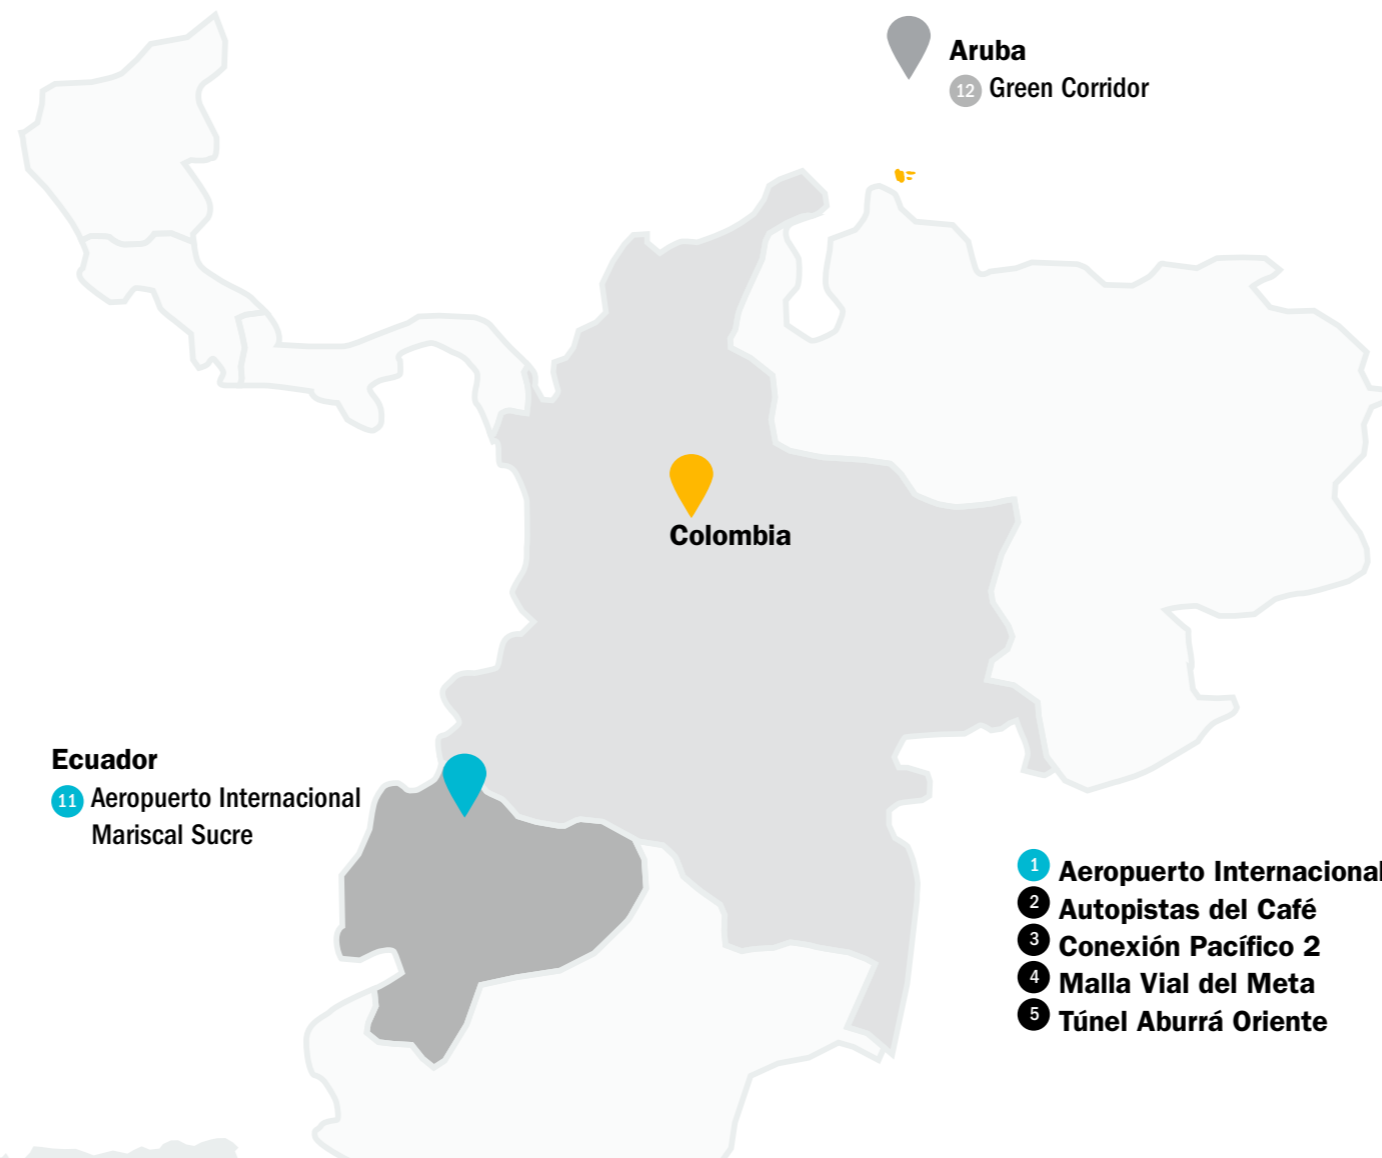 Aruba
12 Green Corridor
Colombia
Ecuador
11 Aeropuerto Internacional
Mariscal Sucre
1 Aeropuerto Internacional
2 Autopistas del Café
3 Conexión Pacífico 2
4 Malla Vial del Meta
5 Túnel Aburrá Oriente